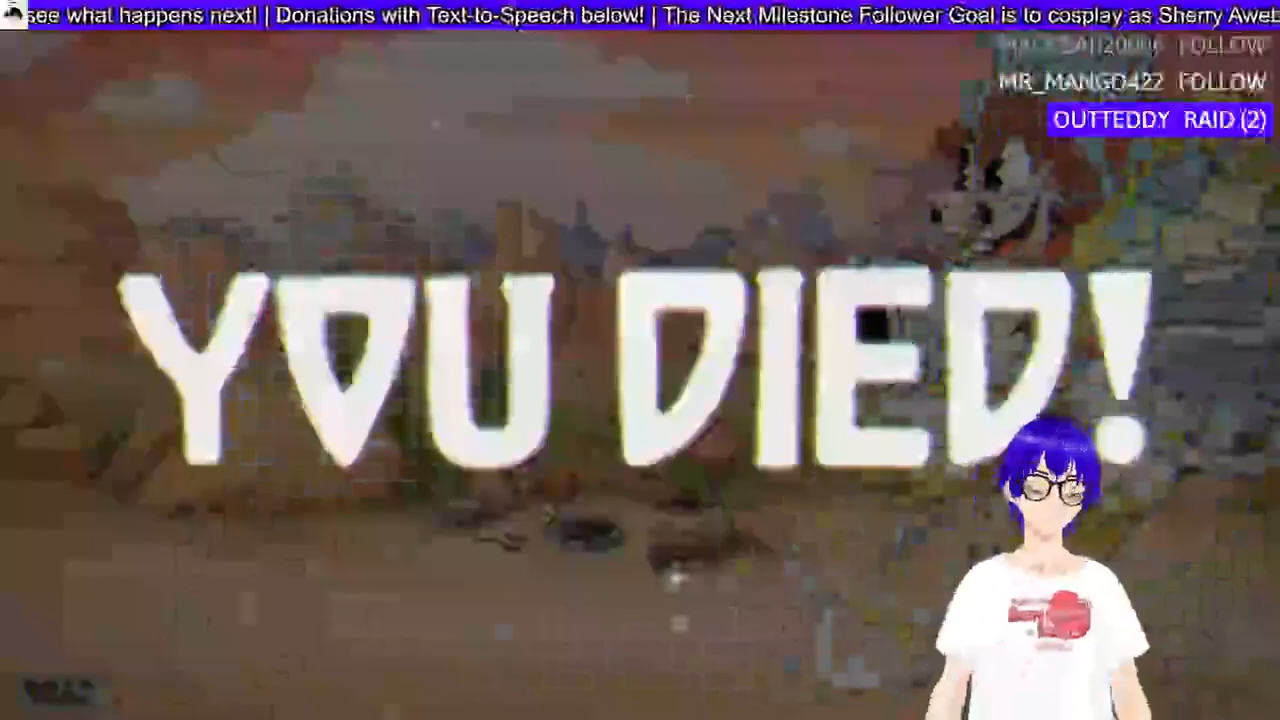 see what happens next! | Donations with Text-to-Speech below! | The Next Milestone Follower Goal is to cosplay as Sherry
FOLLOW
MR_MANGO422 FOLLOW
OUTTEDDY RAID (2)
YOU DIED!